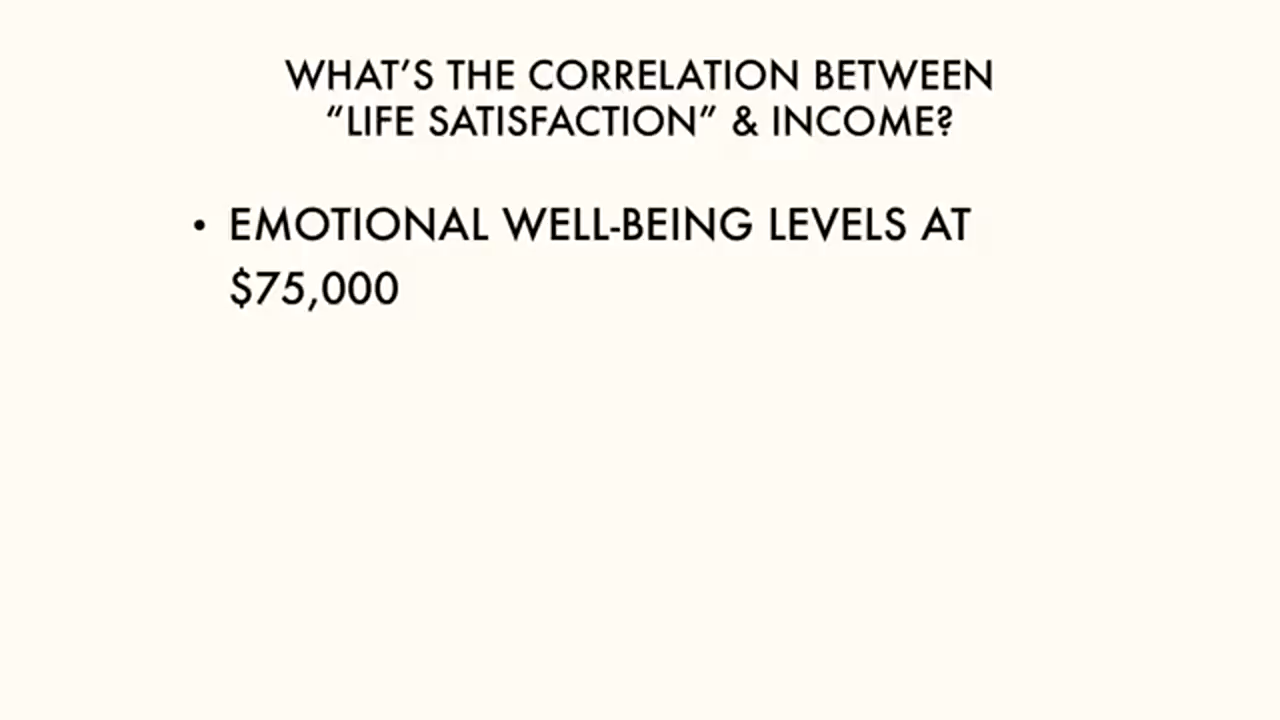 WHAT’S THE CORRELATION BETWEEN
“LIFE SATISFACTION” & INCOME?
• EMOTIONAL WELL-BEING LEVELS AT
$75,000